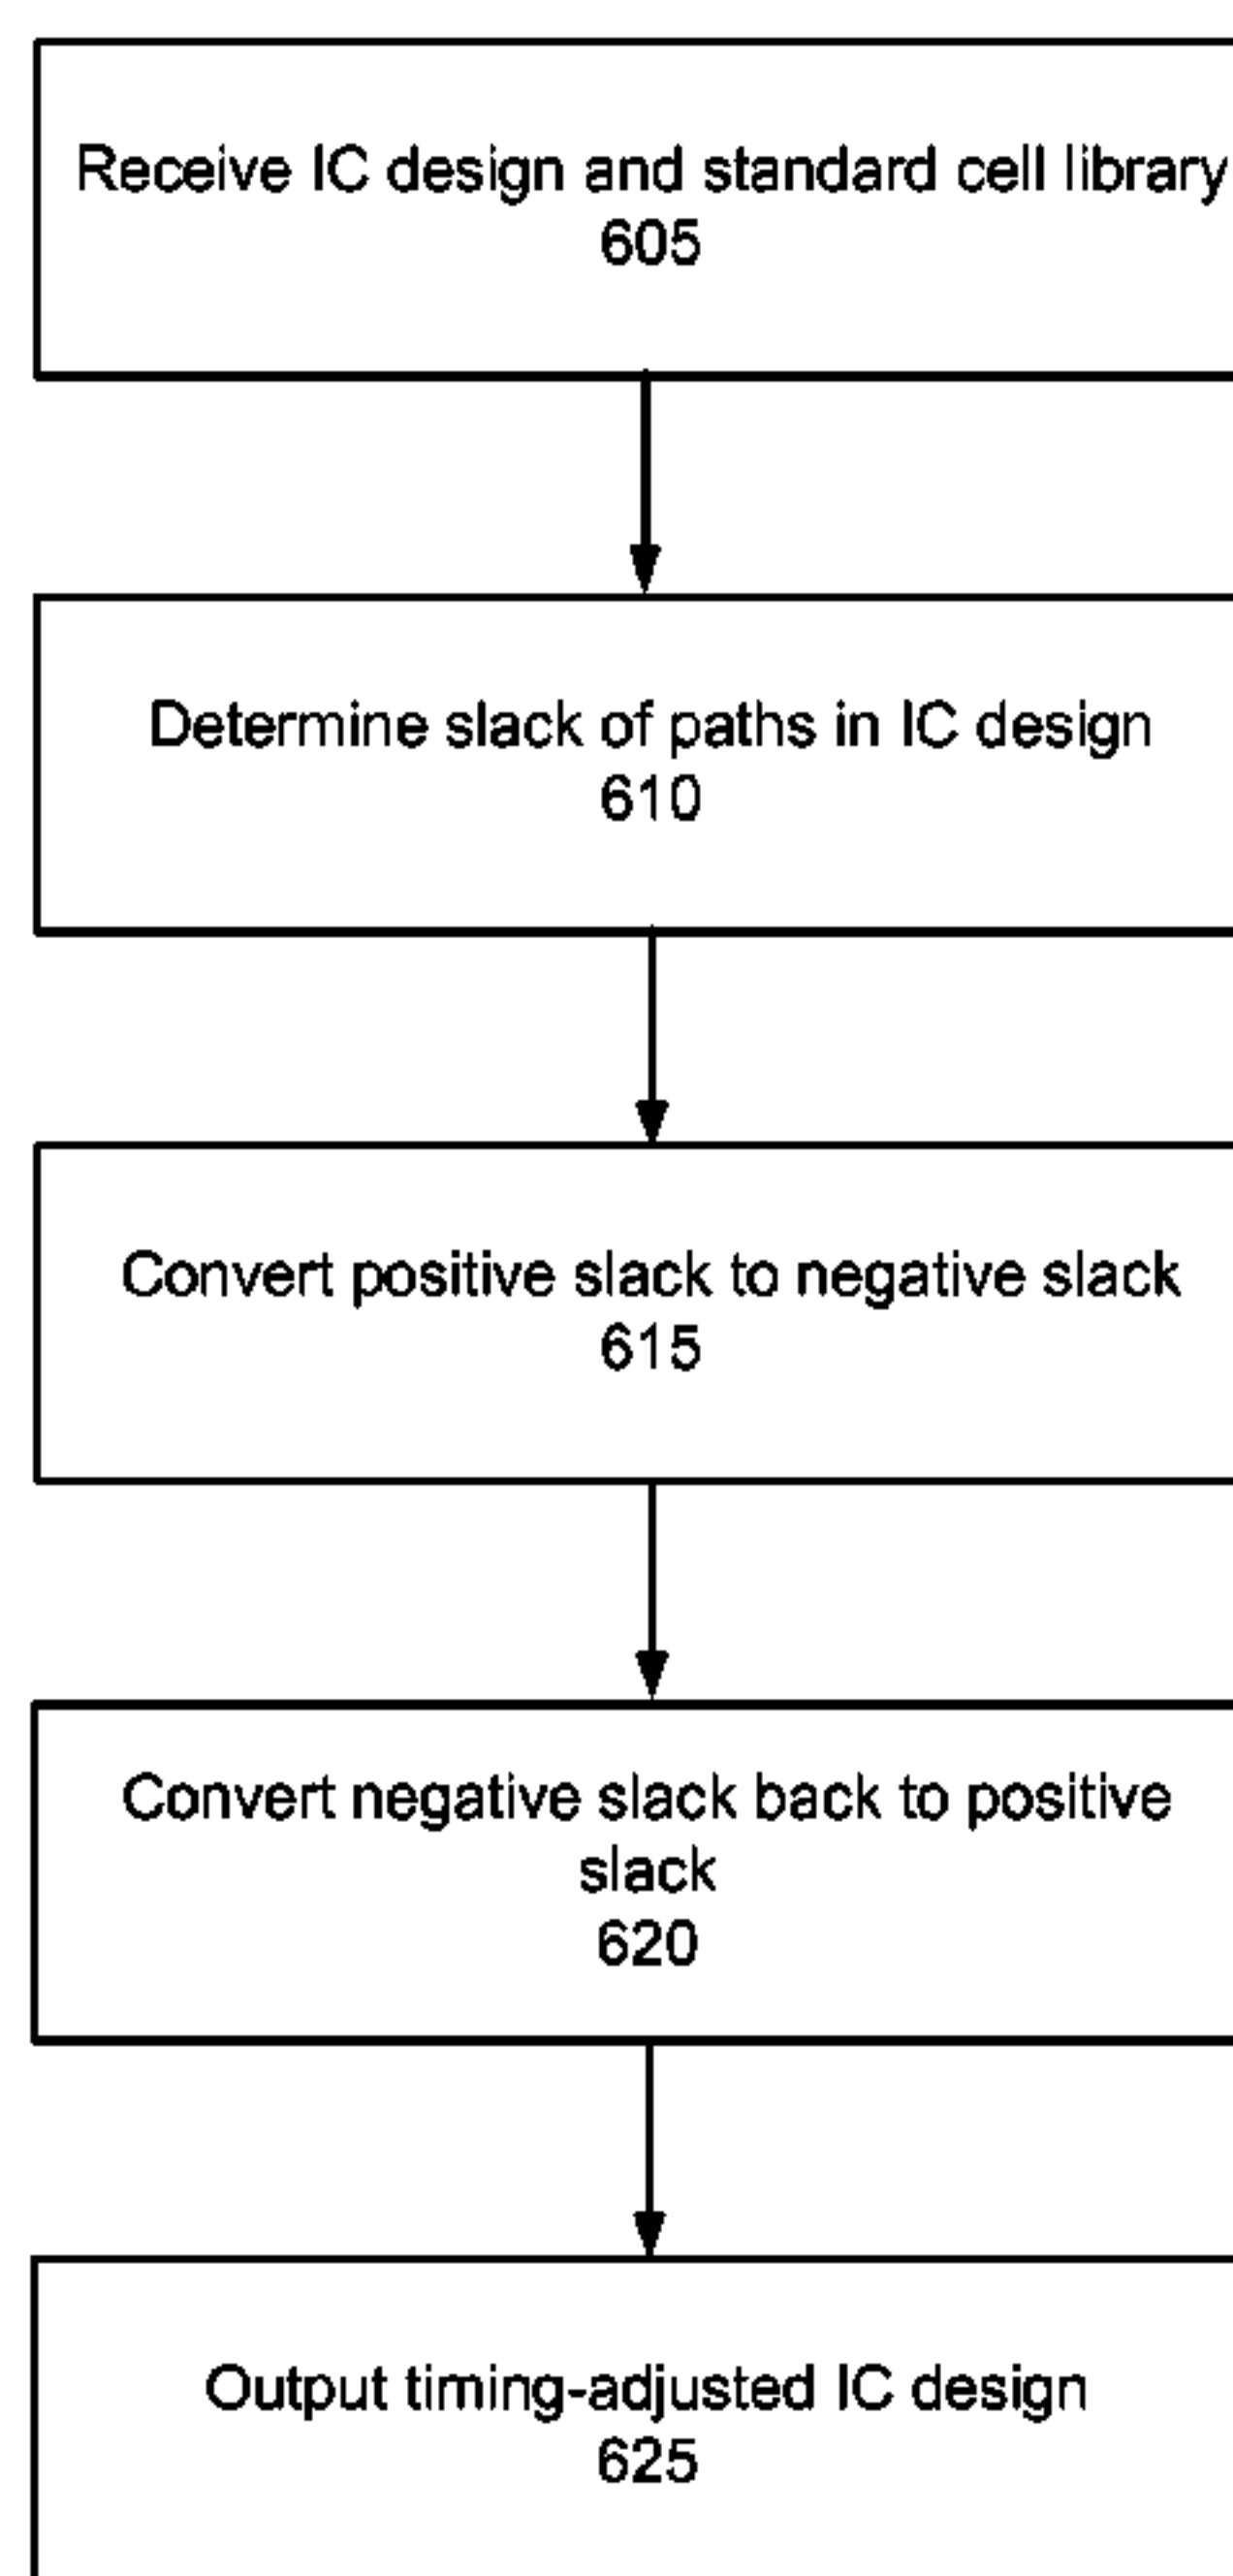 Receive IC design and standard cell library
605
Determine slack of paths in IC design
610
Convert positive slack to negative slack
615
Convert negative slack back to positive
slack
620
Output timing-adjusted IC design
625